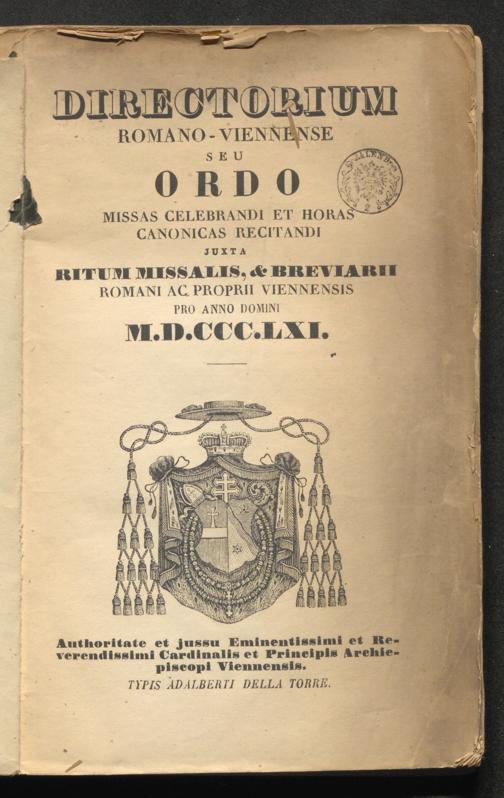 DIRECTORIUM
ROMANO-VIENNENSE
SEU
ORDO
MISSAS CELEBRANDI ET HORAS
CANONICAS RECITANDI
JUXTA
RITUM MISSALIS, & BREVIARII
ROMANI AC PROPRII VIENNENSIS
PRO ANNO DOMINI
M.D.CCC.LXI.
Authoritate et jussu Eminentissimi et Re-
verendissimi Cardinalis et Principis Archie-
piscopi Viennensis.
TYPIS ADALBERTI DELLA TORRE.